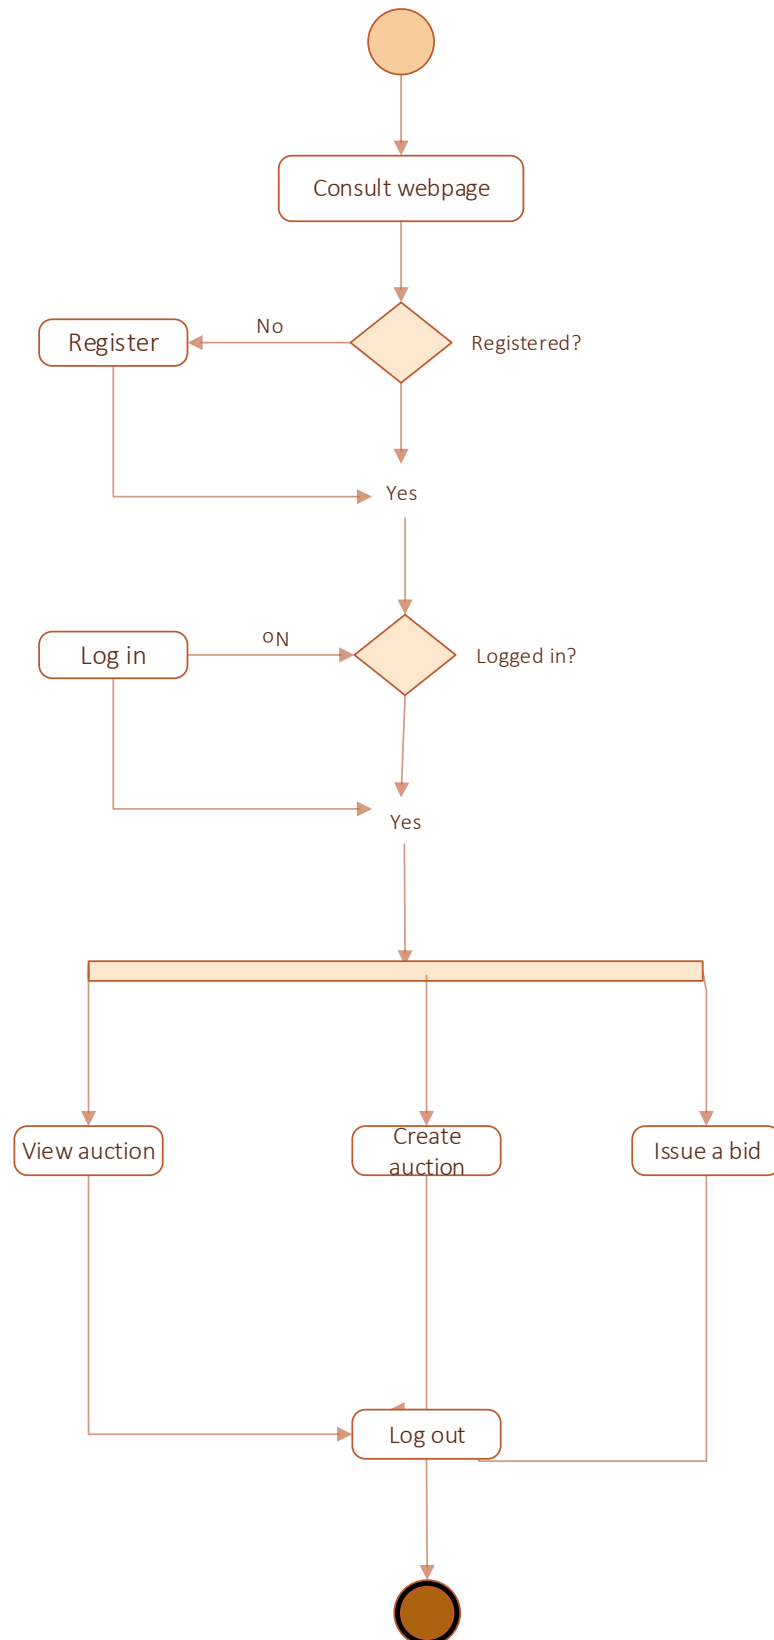 Consult webpage
No
Register
Registered?
Yes
No
Log in
Logged in?
Yes
View auction
Create
auction
Issue a bid
Log out